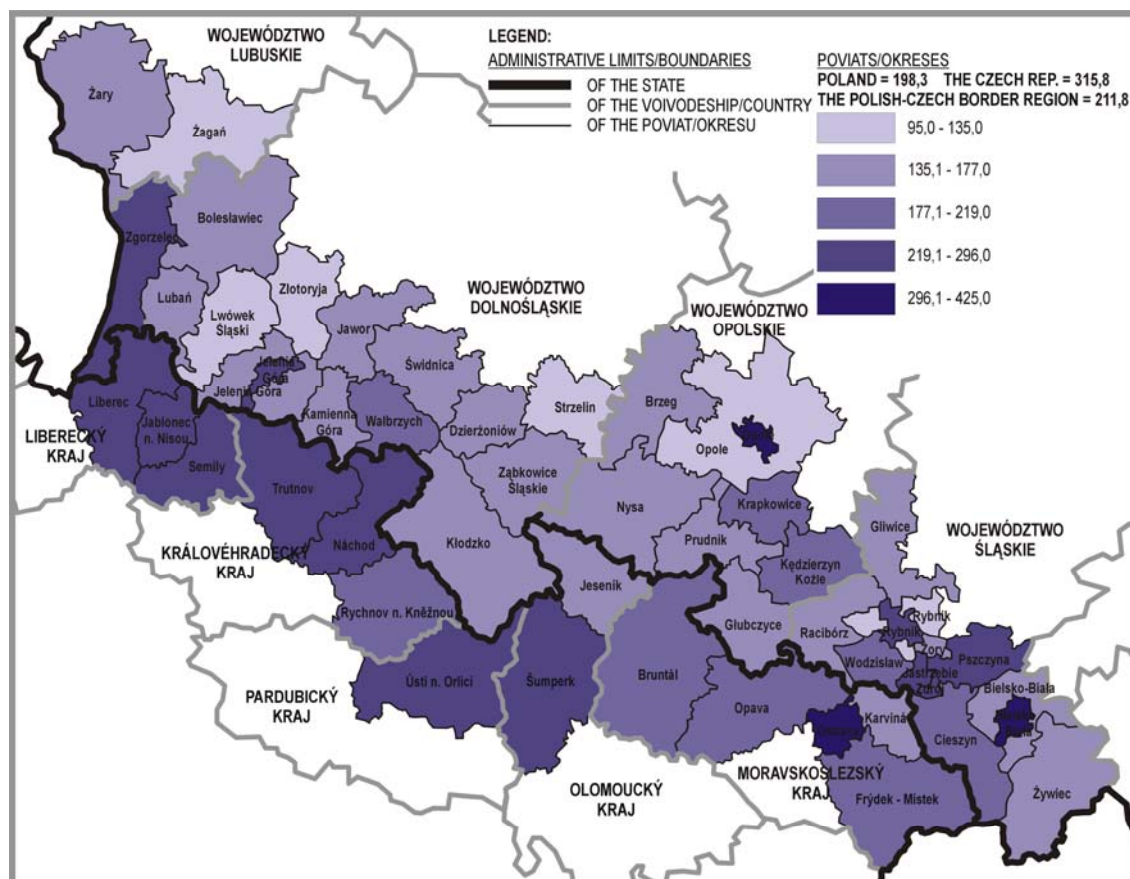 WOJEWÓDZTWO
LUBUSKIE
LEGEND:
ADMINISTRATIVE LIMITS/BOUNDARIES
OF THE STATE
OF THE VOIVODESHIP/COUNTRY
OF THE POVIAT/OKRESU
POVIATS/OKRESES
POLAND = 198,3 THE CZECH REP. = 315,8
THE POLISH-CZECH BORDER REGION = 211,8
95,0 - 135,0
135,1 - 177,0
177,1 - 219,0
219,1 - 296,0
296,1 - 425,0
Żary
Żagań
Bolesławiec
Zgorzelec
Lubań
Lwówek
Śląski
Złotoryja
WOJEWÓDZTWO
DOLNOŚLĄSKIE
WOJEWÓDZTWO
OPOLSKIE
Jawor
Świdnica
Jelenia
Góra
Jelenia Góra
Kamienna
Góra
Wałbrzych
Dzierżoniów
Strzelin
Brzeg
Opole
Liberec
Jablonec
n. Nisou
LIBERECKÝ
KRAJ
Semily
Trutnov
Náchod
Ząbkowice
Śląskie
Nysa
Krapkowice
Gliwice
WOJEWÓDZTWO
ŚLĄSKIE
KRÁLOVÉHRADECKÝ
KRAJ
Kłodzko
Prudnik
Kędzierzyn
Koźle
Jeseník
Rychnov n. Kněžnou
Głubczyce
Racibórz
Rybnik
Rybnik
Żory
Wodzisław
Jastrzębie
Zdrój
Pszczyna
PARDUBICKÝ
KRAJ
Ústi n. Orlicí
Šumperk
Bruntál
Opava
Karviná
Cieszyn
Bielsko-Biała
Żywiec
OLOMOUCKÝ
KRAJ
MORAVSKOSLEZSKÝ
KRAJ
Frýdek - Místek